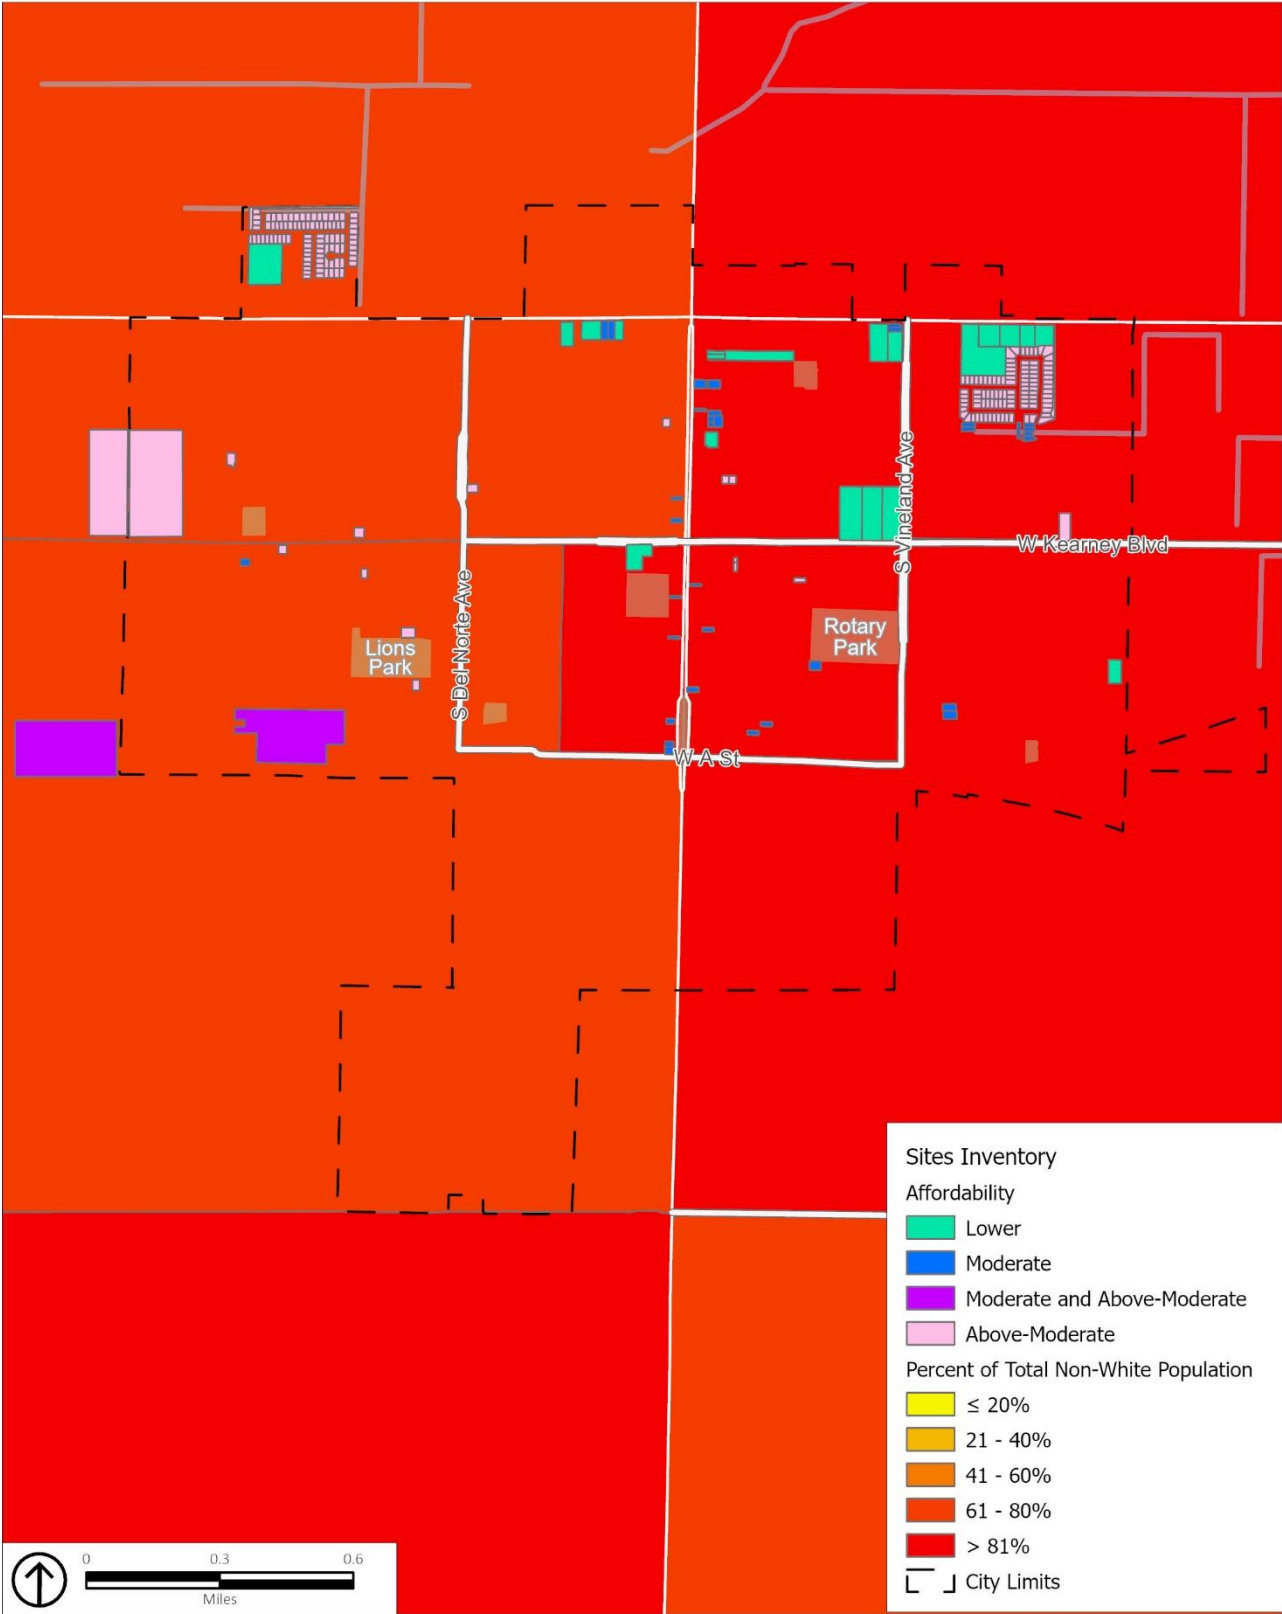 S Vineland Ave
W Kearney Blvd
S Del Norte Ave
Lions
Park
Rotary
Park
W A St
Sites Inventory
Affordability
Lower
Moderate
Moderate and Above-Moderate
Above-Moderate
Percent of Total Non-White Population
≤ 20%
21 - 40%
41 - 60%
61 - 80%
> 81%
City Limits
0 0.3 0.6
Miles